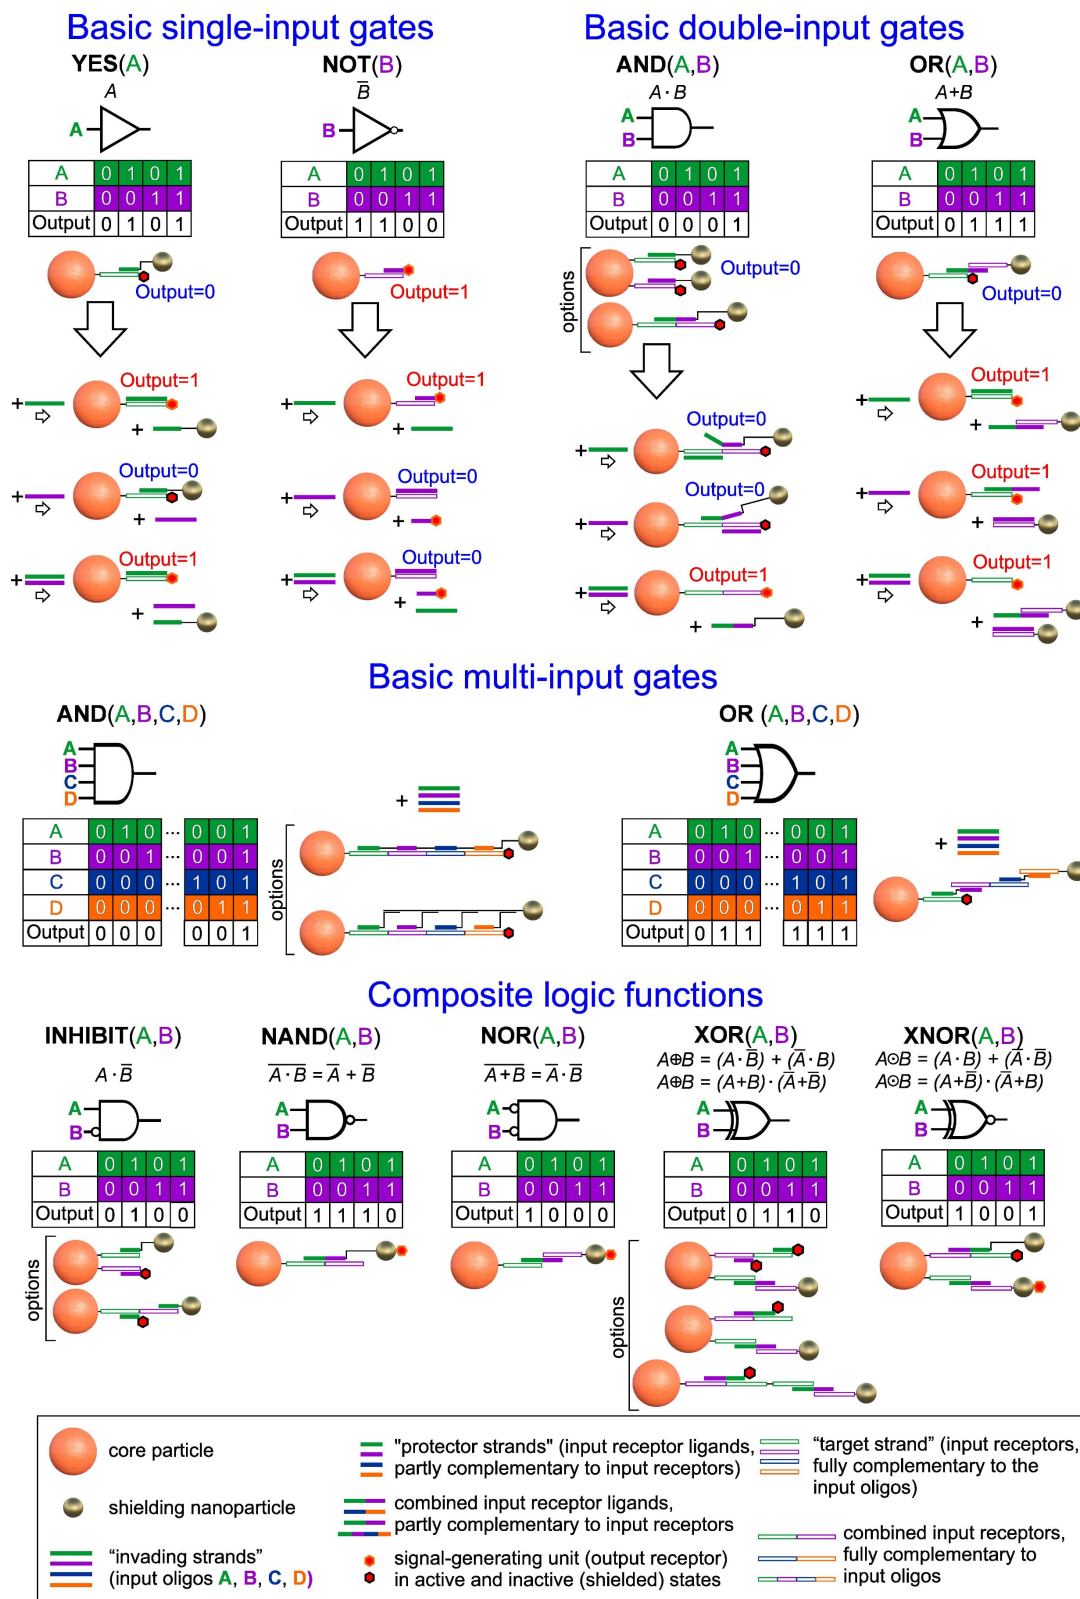 Basic single-input gates
Basic double-input gates
YES(A)
A
A
A 0 1 0 1
B 0 0 1 1
Output 0 1 0 1
Output=0
+
Output=1
+
+
Output=0
+
+
Output=1
+
NOT(B)
B̅
B
A 0 1 0 1
B 0 0 1 1
Output 1 1 0 0
Output=1
+
Output=1
+
+
Output=0
+
+
Output=0
+
AND(A,B)
A · B
A
B
A 0 1 0 1
B 0 0 0 1
Output 0 1 1 1
options
Output=0
+
Output=0
+
Output=0
+
Output=1
+
OR(A,B)
A+B
A
B
A 0 1 0 1
B 0 0 1 1
Output 0 1 1 1
Output=0
+
Output=1
+
+
Output=1
+
+
Output=1
+
Basic multi-input gates
AND(A,B,C,D)
A
B
C
D
A 0 1 0 ... 0 0 1
B 0 0 1 ... 0 0 1
C 0 0 0 ... 1 0 1
D 0 0 0 ... 0 1 1
Output 0 0 0 0 0 1
+
options
OR (A,B,C,D)
A
B
C
D
A 0 1 0 ... 0 0 1
B 0 0 1 ... 0 0 1
C 0 0 0 ... 1 0 1
D 0 0 0 ... 0 1 1
Output 0 1 1 1 1 1
+
Composite logic functions
INHIBIT(A,B)
A · B̅
A
B
A 0 1 0 1
B 0 0 1 1
Output 0 1 0 0
options
NAND(A,B)
A̅ ̅·̅ ̅B̅ = A̅ + B̅
A
B
A 0 1 0 1
B 0 0 1 1
Output 1 1 1 0
NOR(A,B)
A̅+̅B̅ = A̅ · B̅
A
B
A 0 1 0 1
B 0 0 1 1
Output 1 0 0 0
XOR(A,B)
A⊕B = (A · B̅) + (A̅ · B)
A⊕B = (A+B) · (A̅+B̅)
A
B
A 0 1 0 1
B 0 0 1 1
Output 0 1 1 0
options
XNOR(A,B)
A⊙B = (A · B) + (A̅ · B̅)
A⊙B = (A+B̅) · (A̅+B)
A
B
A 0 1 0 1
B 0 0 1 1
Output 1 0 0 1
core particle
shielding nanoparticle
"invading strands"
(input oligos A, B, C, D)
"protector strands" (input receptor ligands,
partly complementary to input receptors)
combined input receptor ligands,
partly complementary to input receptors
signal-generating unit (output receptor)
in active and inactive (shielded) states
"target strand" (input receptors,
fully complementary to the
input oligos)
combined input receptors,
fully complementary to
input oligos